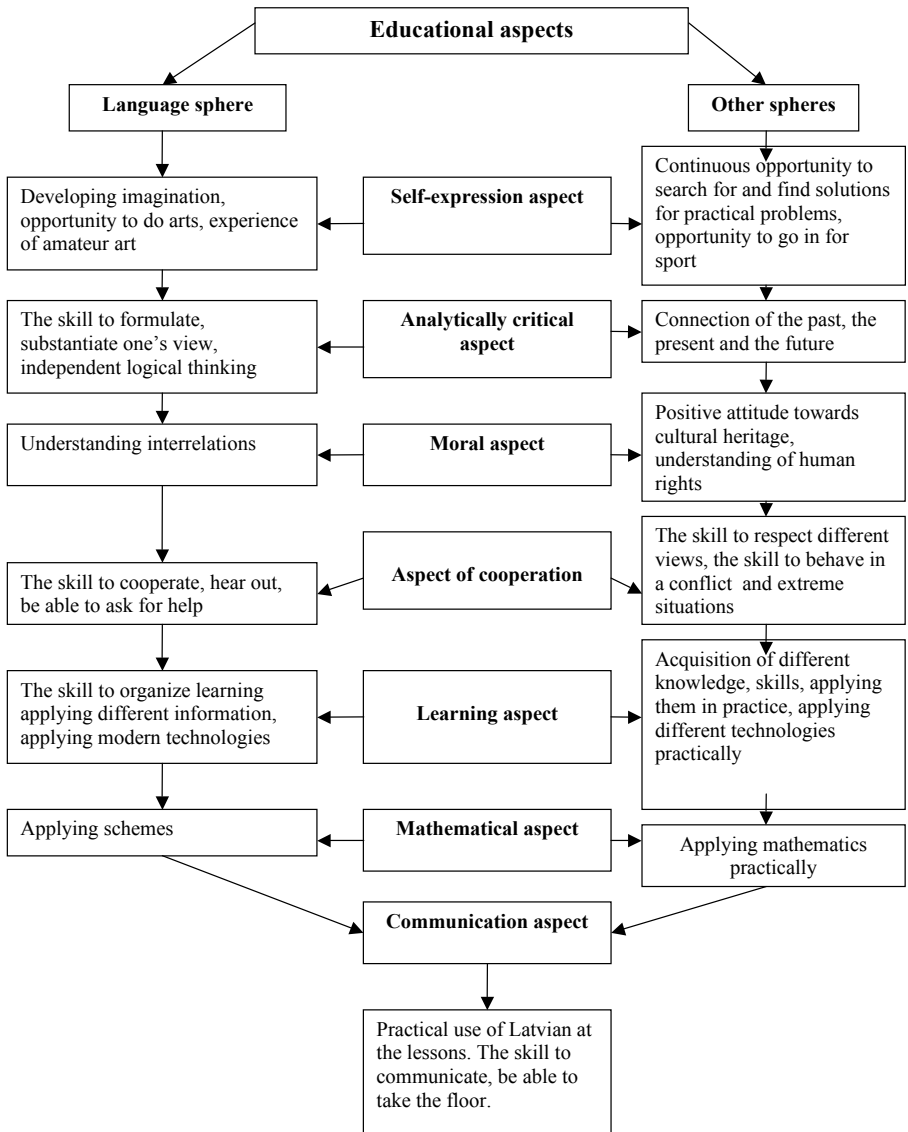 Educational aspects
Language sphere
Other spheres
Developing imagination,
opportunity to do arts, experience
of amateur art
Self-expression aspect
Continuous opportunity to
search for and find solutions
for practical problems,
opportunity to go in for
sport
The skill to formulate,
substantiate one’s view,
independent logical thinking
Analytically critical
aspect
Connection of the past, the
present and the future
Understanding interrelations
Moral aspect
Positive attitude towards
cultural heritage,
understanding of human
rights
The skill to cooperate, hear out,
be able to ask for help
Aspect of cooperation
The skill to respect different
views, the skill to behave in
a conflict and extreme
situations
The skill to organize learning
applying different information,
applying modern technologies
Learning aspect
Acquisition of different
knowledge, skills, applying
them in practice, applying
different technologies
practically
Applying schemes
Mathematical aspect
Applying mathematics
practically
Communication aspect
Practical use of Latvian at
the lessons. The skill to
communicate, be able to
take the floor.